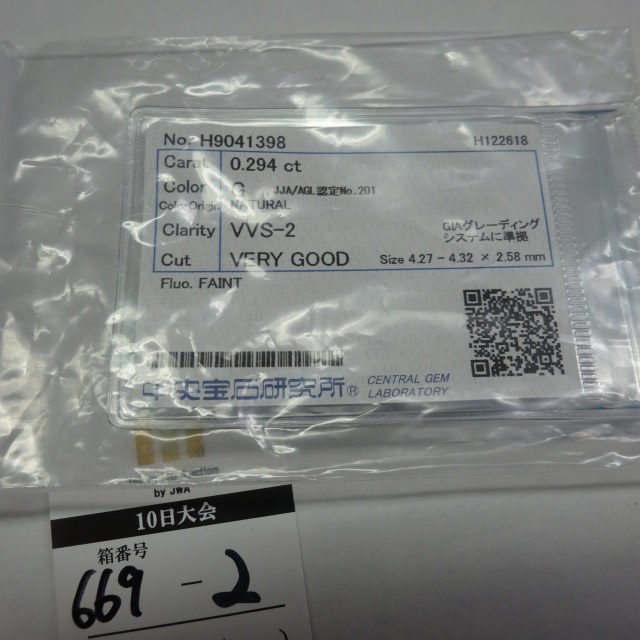 No. H9041398 H122618
Carat 0.294 ct
Color G JJA/AGL認定No.201
Color Origin NATURAL
Clarity VVS-2 GIAグレーディング
システムに準拠
Cut VERY GOOD Size 4.27 - 4.32 × 2.58 mm
Fluo. FAINT
中央宝石研究所® CENTRAL GEM
LABORATORY
by JWA
10日大会
箱番号
669 - 2